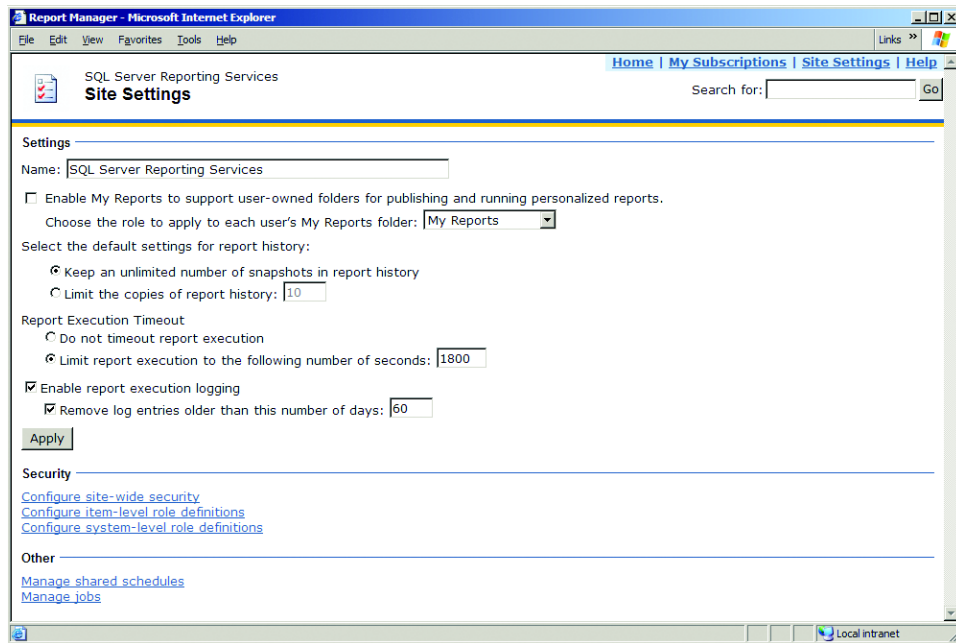 Report Manager - Microsoft Internet Explorer
File Edit View Favorites Tools Help Links »
Home | My Subscriptions | Site Settings | Help
SQL Server Reporting Services
Site Settings
Search for: Go
Settings
Name: SQL Server Reporting Services
Enable My Reports to support user-owned folders for publishing and running personalized reports.
Choose the role to apply to each user's My Reports folder: My Reports
Select the default settings for report history:
Keep an unlimited number of snapshots in report history
Limit the copies of report history: 10
Report Execution Timeout
Do not timeout report execution
Limit report execution to the following number of seconds: 1800
Enable report execution logging
Remove log entries older than this number of days: 60
Apply
Security
Configure site-wide security
Configure item-level role definitions
Configure system-level role definitions
Other
Manage shared schedules
Manage jobs
Local intranet